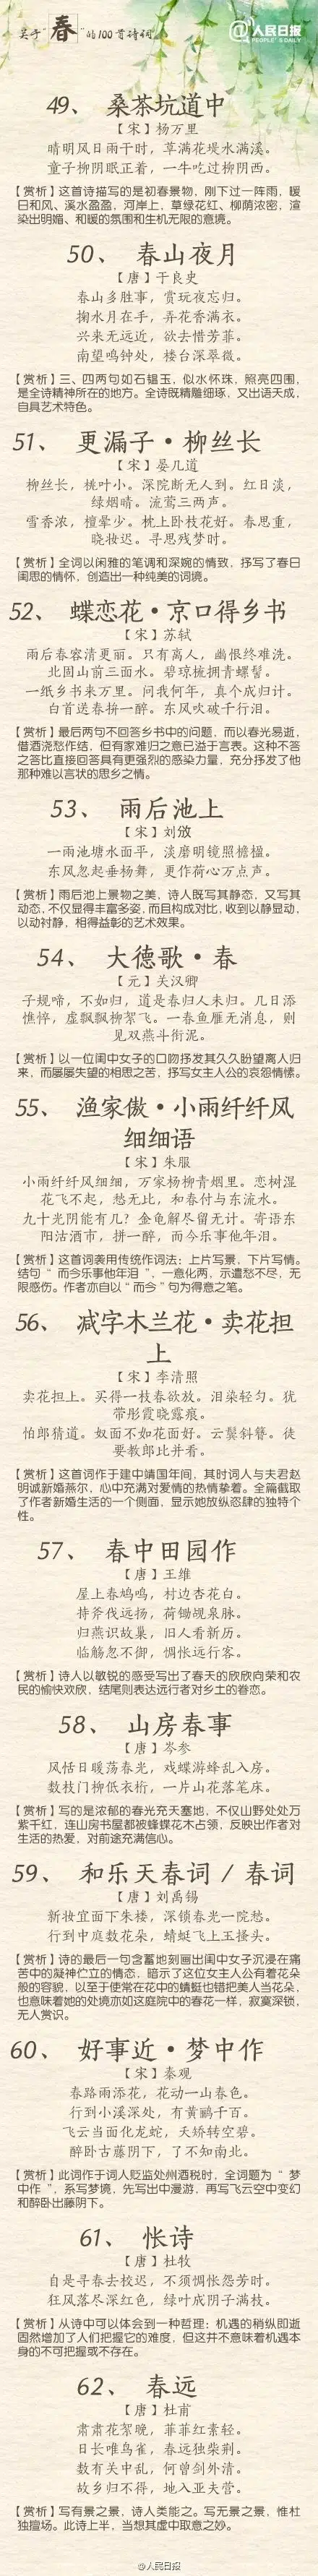 关于“春”的100首诗词
@人民日报
PEOPLE'S DAILY
49、 桑茶坑道中
【宋】杨万里
晴明风日雨干时，草满花堤水满溪。
童子柳阴眠正着，一牛吃过柳阴西。
【赏析】这首诗描写的是初春景物，刚下过一阵雨，暖
日和风、溪水盈盈，河岸上，草绿花红、柳荫浓密，渲
染出明媚、和暖的氛围和生机无限的意境。
50、 春山夜月
【唐】于良史
春山多胜事，赏玩夜忘归。
掬水月在手，弄花香满衣。
兴来无远近，欲去惜芳菲。
南望鸣钟处，楼台深翠微。
【赏析】三、四两句如石韫玉，似水怀珠，照亮四围，
是全诗精神所在的地方。全诗既精雕细琢，又出语天成，
自具艺术特色。
51、 更漏子·柳丝长
【宋】晏几道
柳丝长，桃叶小。深院断无人到。红日淡，
绿烟晴。流莺三两声。
雪香浓，檀晕少。枕上卧枝花好。春思重，
晓妆迟。寻思残梦时。
【赏析】全词以闲雅的笔调和深婉的情致，抒写了春日
闺思的情怀，创造出一种纯美的词境。
52、 蝶恋花·京口得乡书
【宋】苏轼
雨后春容清更丽。只有离人，幽恨终难洗。
北固山前三面水。碧琼梳拥青螺髻。
一纸乡书来万里。问我何年，真个成归计。
白首送春拚一醉。东风吹破千行泪。
【赏析】最后两句不回答乡书中的问题，而以春光易逝，
借酒浇愁作结，但有家难归之意已溢于言表。这种不答
之答比直接回答具有更强烈的感染力量，充分抒发了他
那种难以言状的思乡之情。
53、 雨后池上
【宋】刘攽
一雨池塘水面平，淡磨明镜照檐楹。
东风忽起垂杨舞，更作荷心万点声。
【赏析】雨后池上景物之美，诗人既写其静态，又写其
动态，不仅显得丰富多姿，而且构成对比，收到以静显动，
以动衬静，相得益彰的艺术效果。
54、 大德歌·春
【元】关汉卿
子规啼，不如归，道是春归人未归。几日添
憔悴，虚飘飘柳絮飞。一春鱼雁无消息，则
见双燕斗衔泥。
【赏析】以一位闺中女子的口吻抒发其久久盼望离人归
来，而屡屡失望的相思之苦，抒写女主人公的哀怨情愫。
55、 渔家傲·小雨纤纤风
细细语
【宋】朱服
小雨纤纤风细细，万家杨柳青烟里。恋树湿
花飞不起，愁无比，和春付与东流水。
九十光阴能有几？金龟解尽留无计。寄语东
阳沽酒市，拼一醉，而今乐事他年泪。
【赏析】这首词袭用传统作词法：上片写景，下片写情。
结句“ 而今乐事他年泪 ”，一意化两，示遣愁不尽，无
限感伤。作者亦自以“而今”句为得意之笔。
56、 减字木兰花·卖花担
上
【宋】李清照
卖花担上。买得一枝春欲放。泪染轻匀。犹
带彤霞晓露痕。
怕郎猜道。奴面不如花面好。云鬓斜簪。徒
要教郎比并看。
【赏析】这首词作于建中靖国年间，其时词人与夫君赵
明诚新婚燕尔，心中充满对爱情的热情挚着。全篇截取
了作者新婚生活的一个侧面，显示她放纵恣肆的独特个
性。
57、 春中田园作
【唐】王维
屋上春鸠鸣，村边杏花白。
持斧伐远扬，荷锄觇泉脉。
归燕识故巢，旧人看新历。
临觞忽不御，惆怅远行客。
【赏析】诗人以敏锐的感受写出了春天的欣欣向荣和农
民的愉快欢欣，结尾则表达远行者对乡土的眷恋。
58、 山房春事
【唐】岑参
风恬日暖荡春光，戏蝶游蜂乱入房。
数枝门柳低衣桁，一片山花落笔床。
【赏析】写的是浓郁的春光充天塞地，不仅山野处处万
紫千红，连山房书屋都被蜂蝶花木占领，反映出作者对
生活的热爱，对前途充满信心。
59、 和乐天春词 / 春词
【唐】刘禹锡
新妆宜面下朱楼，深锁春光一院愁。
行到中庭数花朵，蜻蜓飞上玉搔头。
【赏析】诗的最后一句含蓄地刻画出闺中女子沉浸在痛
苦中的凝神伫立的情态，暗示了这位女主人公有着花朵
般的容貌，以至于使常在花中的蜻蜓也错把美人当花朵，
也意味着她的处境亦如这庭院中的春花一样，寂寞深锁，
无人赏识。
60、 好事近·梦中作
【宋】秦观
春路雨添花，花动一山春色。
行到小溪深处，有黄鹂千百。
飞云当面化龙蛇，夭矫转空碧。
醉卧古藤阴下，了不知南北。
【赏析】此词作于词人贬监处州酒税时，全词题为“ 梦
中作 ”，系写梦境，先写出中漫游，再写飞云空中变幻
和醉卧出藤阴下。
61、 怅诗
【唐】杜牧
自是寻春去校迟，不须惆怅怨芳时。
狂风落尽深红色，绿叶成阴子满枝。
【赏析】从诗中可以体会到一种哲理：机遇的稍纵即逝
固然增加了人们把握它的难度，但这并不意味着机遇本
身的不可把握或不存在。
62、 春远
【唐】杜甫
肃肃花絮晚，菲菲红素轻。
日长唯鸟雀，春远独柴荆。
数有关中乱，何曾剑外清。
故乡归不得，地入亚夫营。
【赏析】写有景之景，诗人类能之。写无景之景，惟杜
独擅场。此诗上半，当想其虚中取意之妙。
@人民日报